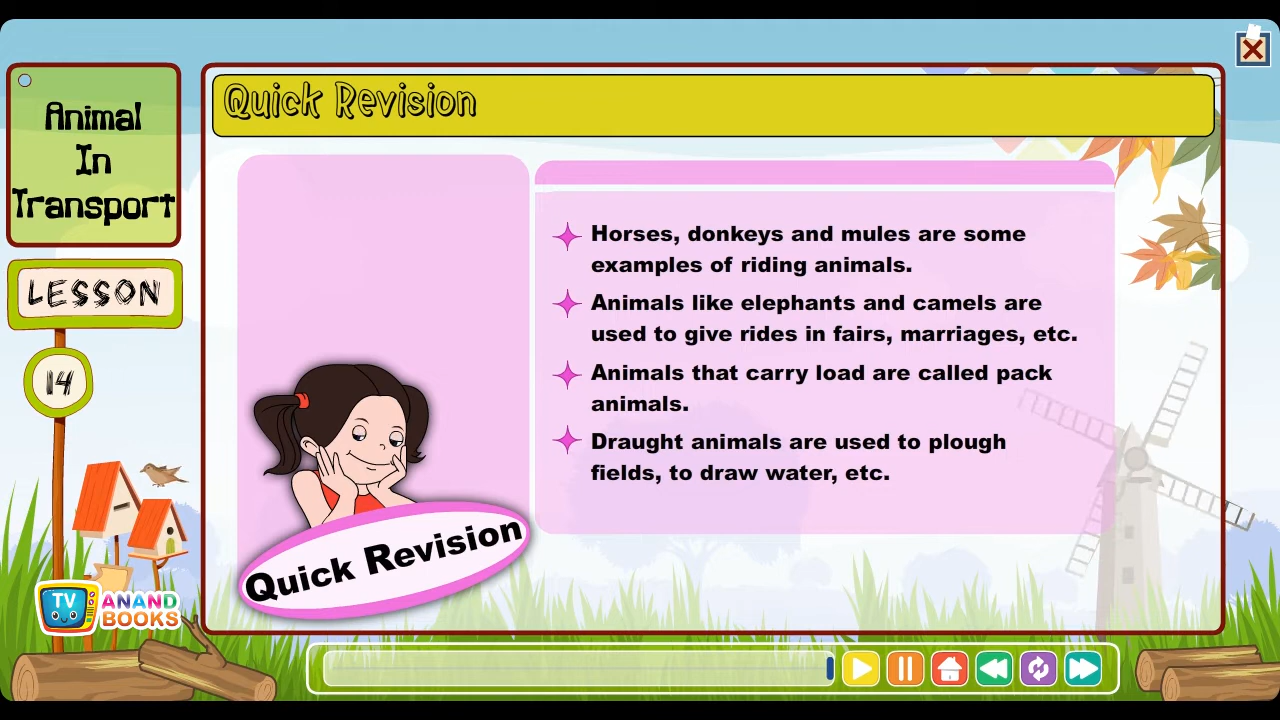 Animal
In
Transport
LESSON
14
TV ANAND
BOOKS
Quick Revision
Horses, donkeys and mules are some
examples of riding animals.
Animals like elephants and camels are
used to give rides in fairs, marriages, etc.
Animals that carry load are called pack
animals.
Draught animals are used to plough
fields, to draw water, etc.
Quick Revision